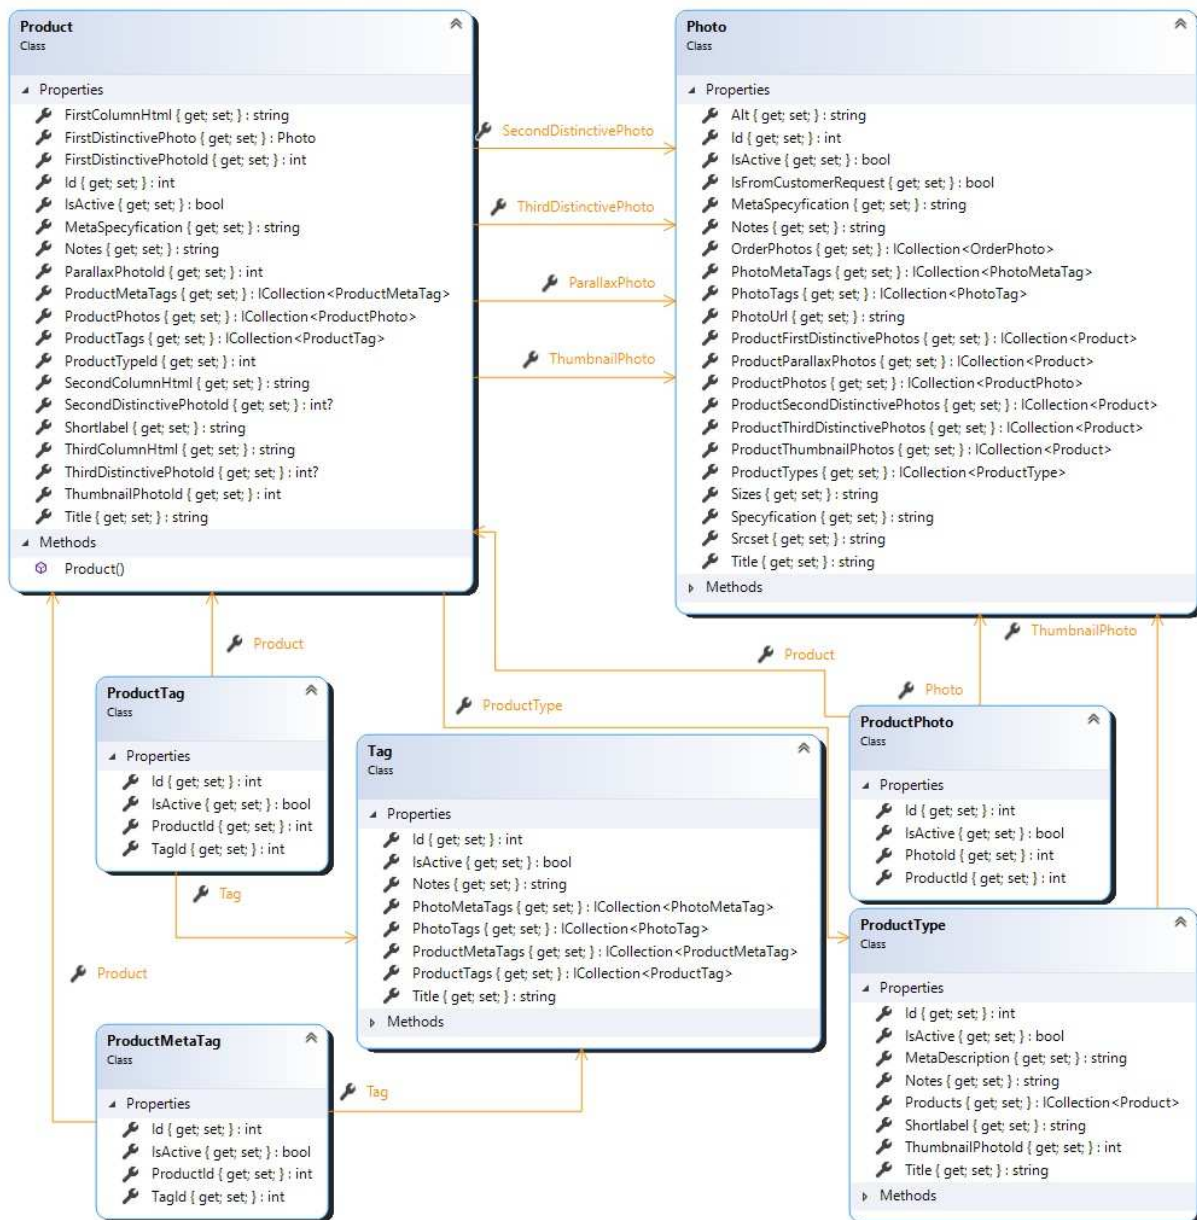 Product
Class
Properties
FirstColumnHtml { get; set; } : string
FirstDistinctivePhoto { get; set; } : Photo
FirstDistinctivePhotoId { get; set; } : int
Id { get; set; } : int
IsActive { get; set; } : bool
MetaSpecyfication { get; set; } : string
Notes { get; set; } : string
ParallaxPhotoId { get; set; } : int
ProductMetaTags { get; set; } : ICollection<ProductMetaTag>
ProductPhotos { get; set; } : ICollection<ProductPhoto>
ProductTags { get; set; } : ICollection<ProductTag>
ProductTypeId { get; set; } : int
SecondColumnHtml { get; set; } : string
SecondDistinctivePhotoId { get; set; } : int?
Shortlabel { get; set; } : string
ThirdColumnHtml { get; set; } : string
ThirdDistinctivePhotoId { get; set; } : int?
ThumbnailPhotoId { get; set; } : int
Title { get; set; } : string
Methods
Product()
SecondDistinctivePhoto
ThirdDistinctivePhoto
ParallaxPhoto
ThumbnailPhoto
Photo
Class
Properties
Alt { get; set; } : string
Id { get; set; } : int
IsActive { get; set; } : bool
IsFromCustomerRequest { get; set; } : bool
MetaSpecyfication { get; set; } : string
Notes { get; set; } : string
OrderPhotos { get; set; } : ICollection<OrderPhoto>
PhotoMetaTags { get; set; } : ICollection<PhotoMetaTag>
PhotoTags { get; set; } : ICollection<PhotoTag>
PhotoUrl { get; set; } : string
ProductFirstDistinctivePhotos { get; set; } : ICollection<Product>
ProductParallaxPhotos { get; set; } : ICollection<Product>
ProductPhotos { get; set; } : ICollection<ProductPhoto>
ProductSecondDistinctivePhotos { get; set; } : ICollection<Product>
ProductThirdDistinctivePhotos { get; set; } : ICollection<Product>
ProductThumbnailPhotos { get; set; } : ICollection<Product>
ProductTypes { get; set; } : ICollection<ProductType>
Sizes { get; set; } : string
Specyfication { get; set; } : string
Srcset { get; set; } : string
Title { get; set; } : string
Methods
Product
Product
ThumbnailPhoto
Photo
ProductType
ProductTag
Class
Properties
Id { get; set; } : int
IsActive { get; set; } : bool
ProductId { get; set; } : int
TagId { get; set; } : int
Tag
Tag
Class
Properties
Id { get; set; } : int
IsActive { get; set; } : bool
Notes { get; set; } : string
PhotoMetaTags { get; set; } : ICollection<PhotoMetaTag>
PhotoTags { get; set; } : ICollection<PhotoTag>
ProductMetaTags { get; set; } : ICollection<ProductMetaTag>
ProductTags { get; set; } : ICollection<ProductTag>
Title { get; set; } : string
Methods
ProductPhoto
Class
Properties
Id { get; set; } : int
IsActive { get; set; } : bool
PhotoId { get; set; } : int
ProductId { get; set; } : int
Product
ProductMetaTag
Class
Properties
Id { get; set; } : int
IsActive { get; set; } : bool
ProductId { get; set; } : int
TagId { get; set; } : int
Tag
ProductType
Class
Properties
Id { get; set; } : int
IsActive { get; set; } : bool
MetaDescription { get; set; } : string
Notes { get; set; } : string
Products { get; set; } : ICollection<Product>
Shortlabel { get; set; } : string
ThumbnailPhotoId { get; set; } : int
Title { get; set; } : string
Methods